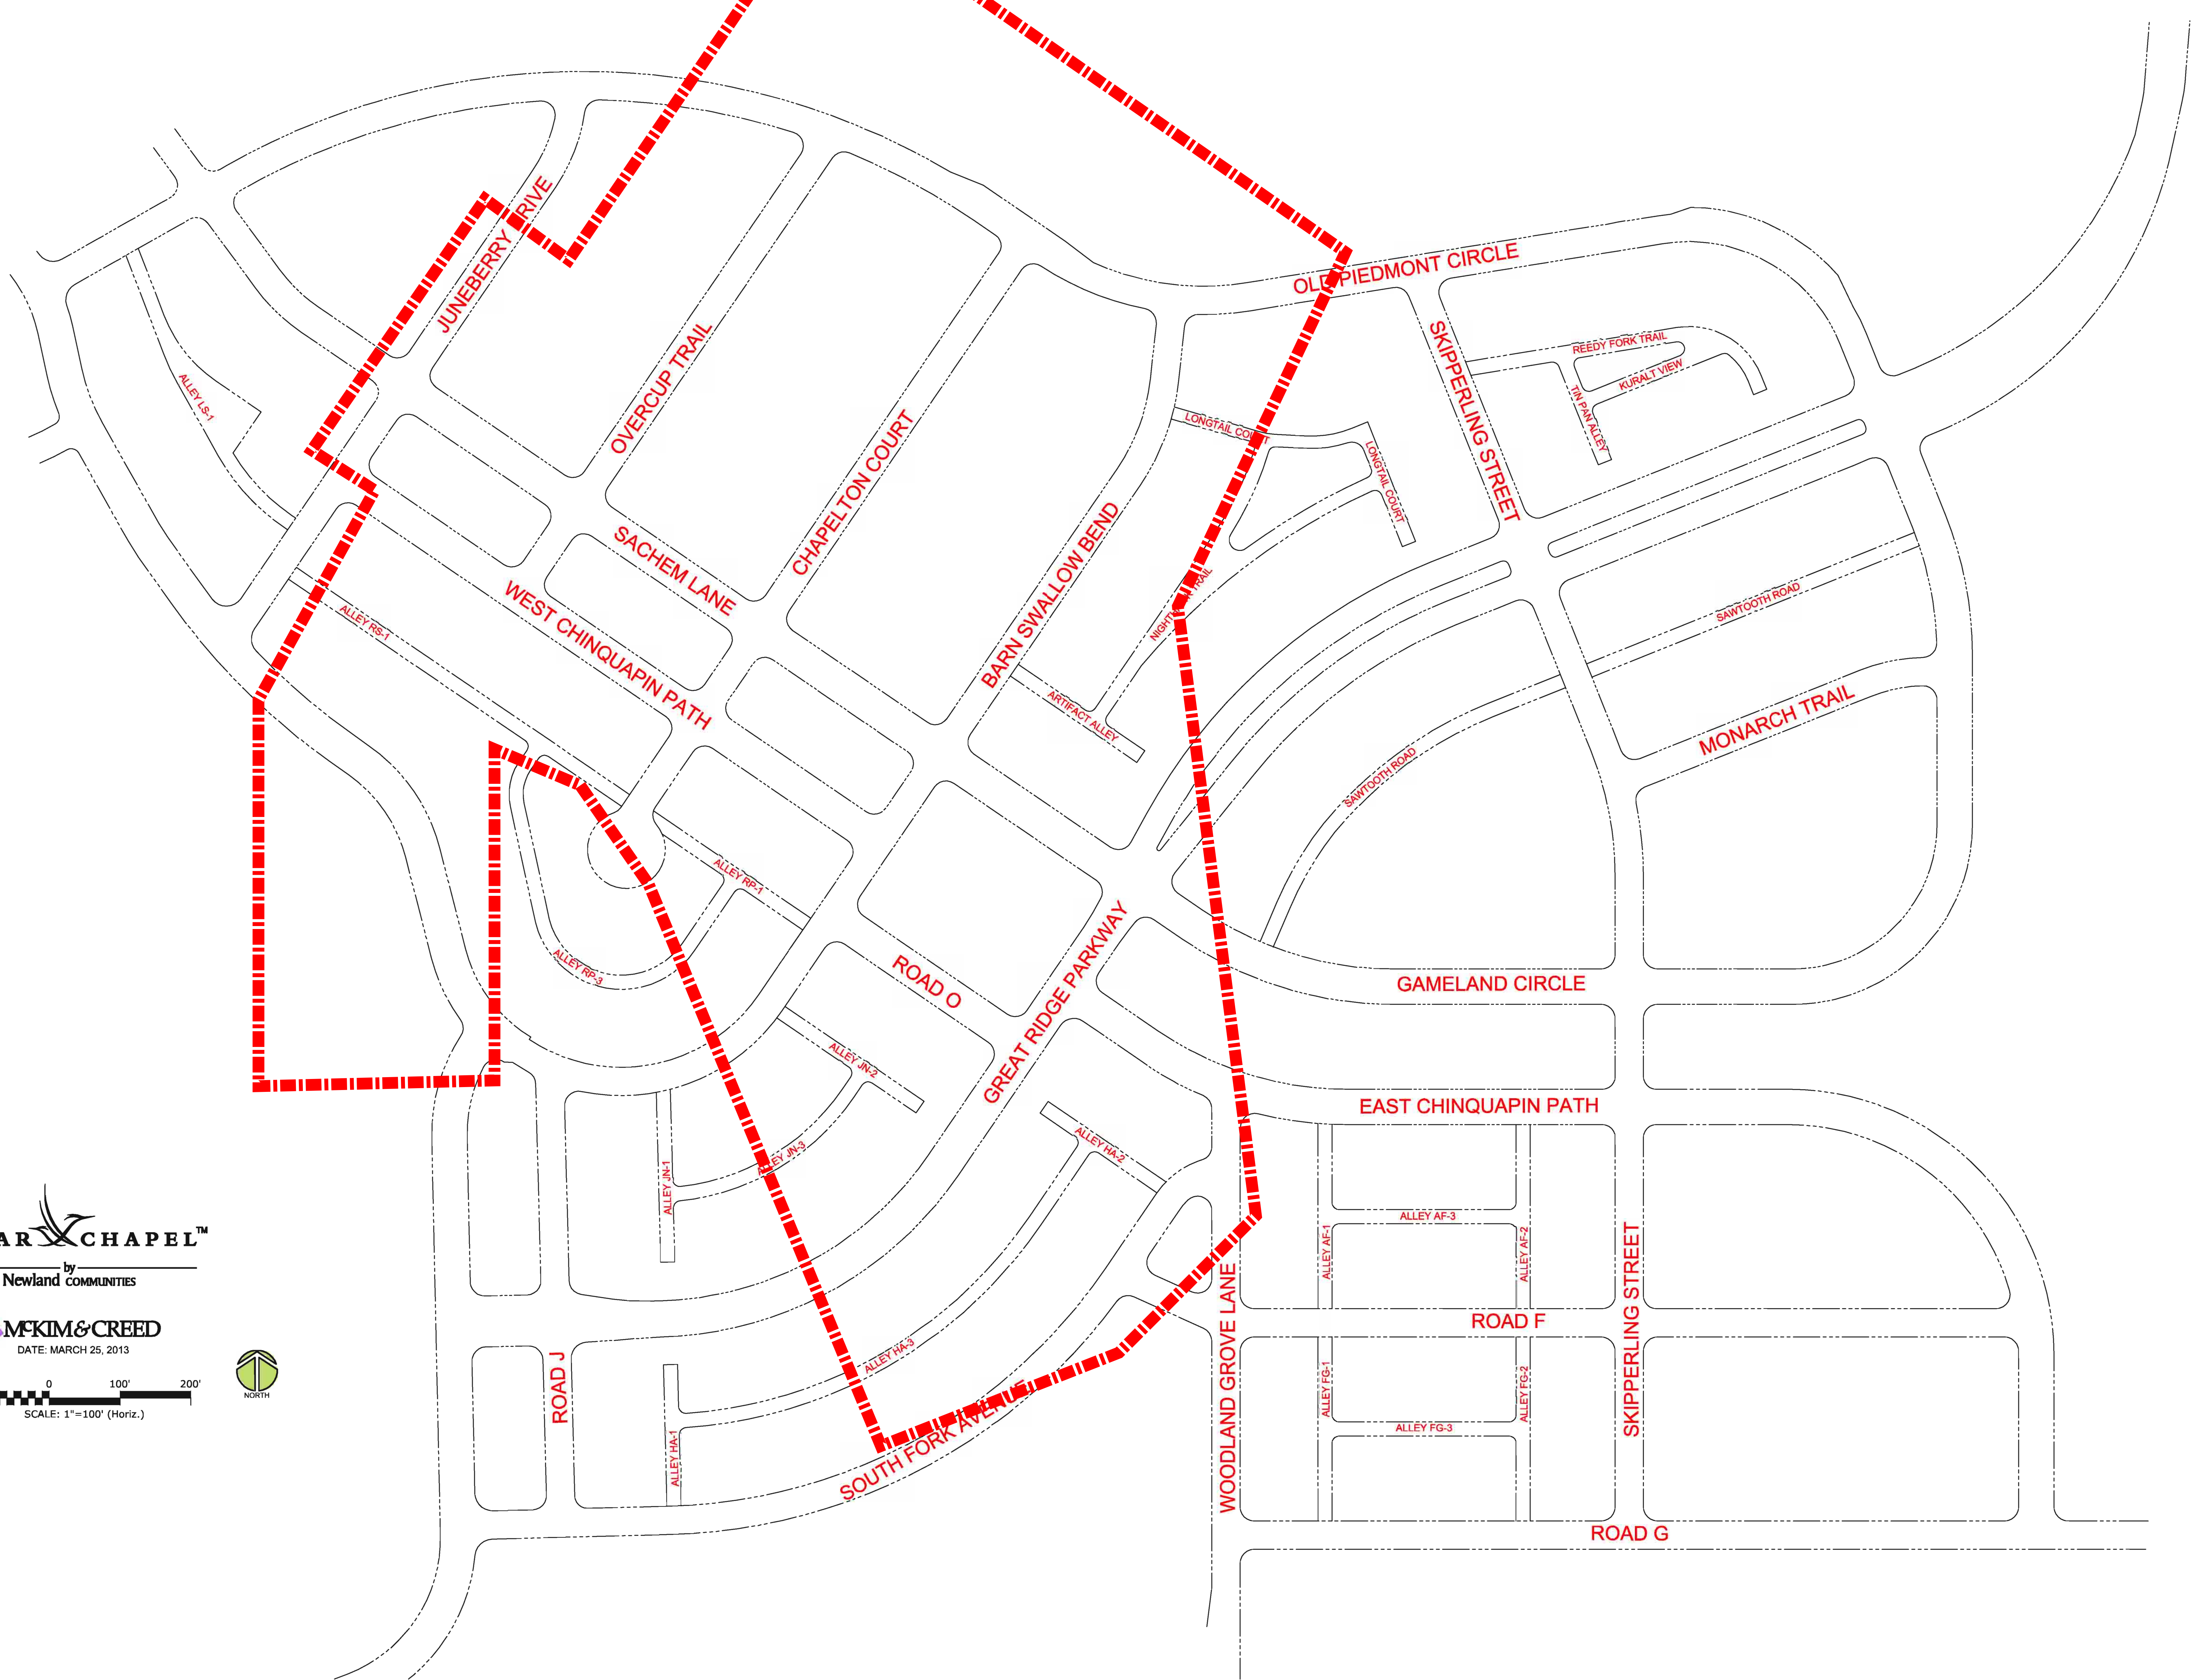 JUNEBERRY DRIVE
OLD PIEDMONT CIRCLE
SKIPPERLING STREET
REEDY FORK TRAIL
KURALT VIEW
TIN PAN ALLEY
ALLEY LS-1
OVERCUP TRAIL
CHAPELTON COURT
LONGTAIL COURT
LONGTAIL COURT
SACHEM LANE
WEST CHINQUAPIN PATH
BARN SWALLOW BEND
TRAIL
ARTIFACT ALLEY
ALLEY RS-1
SAWTOOTH ROAD
SAWTOOTH ROAD
MONARCH TRAIL
ALLEY RP-1
ALLEY RP-3
ROAD O
GREAT RIDGE PARKWAY
GAMELAND CIRCLE
EAST CHINQUAPIN PATH
ALLEY JN-2
ALLEY JN-3
ALLEY JN-1
ALLEY HA-2
ALLEY AF-1
ALLEY AF-3
ALLEY AF-2
SKIPPERLING STREET
WOODLAND GROVE LANE
ROAD F
ALLEY HA-3
ROAD J
ALLEY HA-1
SOUTH FORK AVENUE
ALLEY FG-1
ALLEY FG-3
ALLEY FG-2
ROAD G
AR CHAPEL™
by
Newland COMMUNITIES
McKIM&CREED
DATE: MARCH 25, 2013
0 100' 200'
SCALE: 1"=100' (Horiz.)
NORTH